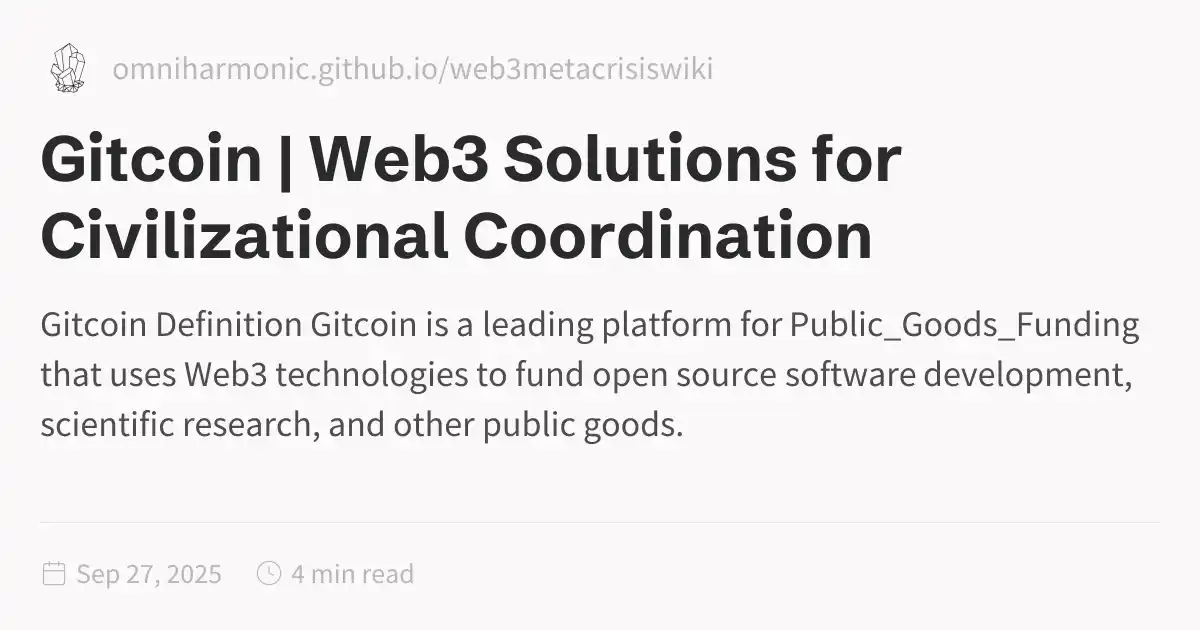 omniharmonic.github.io/web3metacrisiswiki
Gitcoin | Web3 Solutions for
Civilizational Coordination
Gitcoin Definition Gitcoin is a leading platform for Public_Goods_Funding
that uses Web3 technologies to fund open source software development,
scientific research, and other public goods.
Sep 27, 2025 4 min read